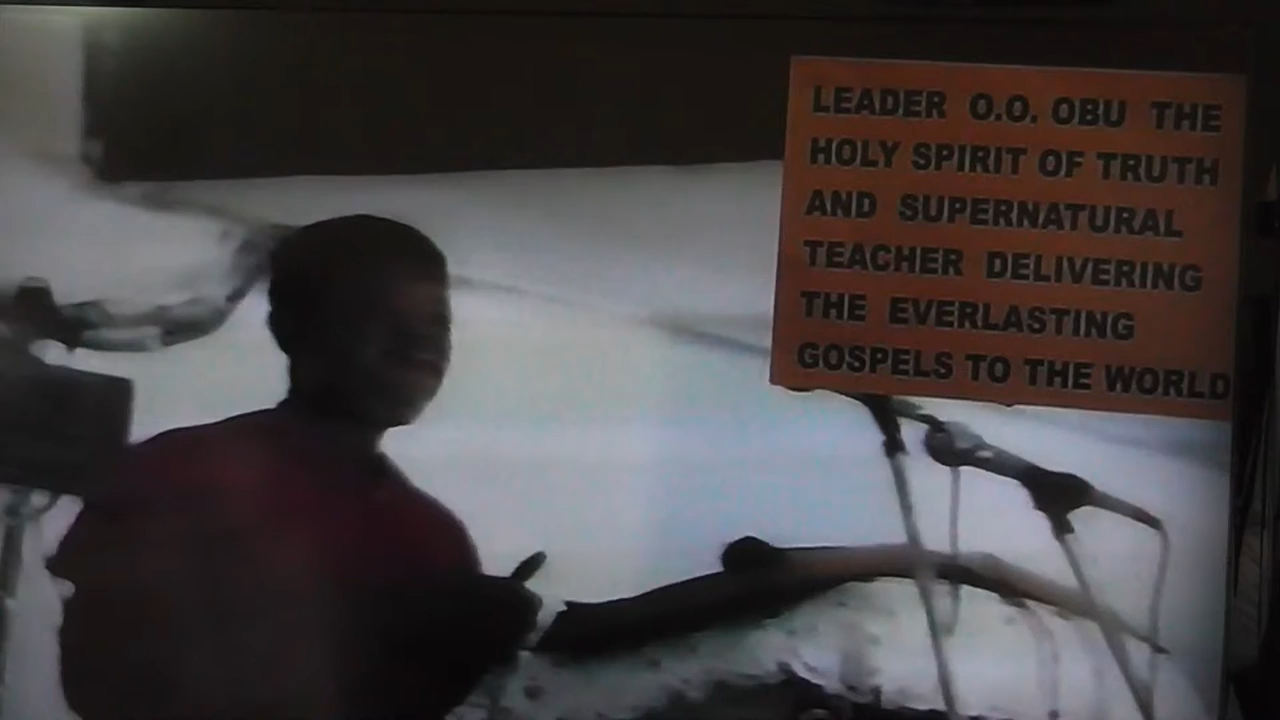 LEADER O.O. OBU THE
HOLY SPIRIT OF TRUTH
AND SUPERNATURAL
TEACHER DELIVERING
THE EVERLASTING
GOSPELS TO THE WORLD